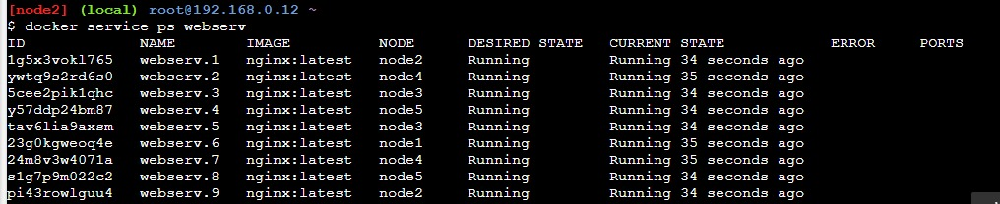 [node2] (local) root@192.168.0.12 ~
$ docker service ps webserv
ID NAME IMAGE NODE DESIRED STATE CURRENT STATE ERROR PORTS
1g5x3vokl765 webserv.1 nginx:latest node2 Running Running 34 seconds ago
ywtq9s2rd6s0 webserv.2 nginx:latest node4 Running Running 35 seconds ago
5cee2pik1qhc webserv.3 nginx:latest node3 Running Running 34 seconds ago
y57ddp24bm87 webserv.4 nginx:latest node5 Running Running 34 seconds ago
tav6lia9axsm webserv.5 nginx:latest node3 Running Running 34 seconds ago
23g0kgweoq4e webserv.6 nginx:latest node1 Running Running 35 seconds ago
24m8v3w4071a webserv.7 nginx:latest node4 Running Running 35 seconds ago
s1g7p9m022c2 webserv.8 nginx:latest node5 Running Running 34 seconds ago
pi43rowlguu4 webserv.9 nginx:latest node2 Running Running 34 seconds ago